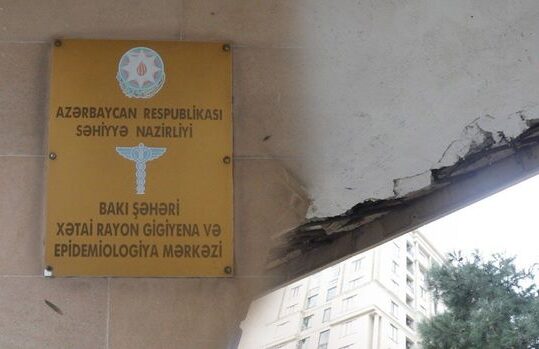 AZƏRBAYCAN RESPUBLİKASI
SƏHİYYƏ NAZİRLİYİ
BAKI ŞƏHƏRİ
XƏTAİ RAYON GİGİYENA VƏ
EPİDEMİOLOGİYA MƏRKƏZİ